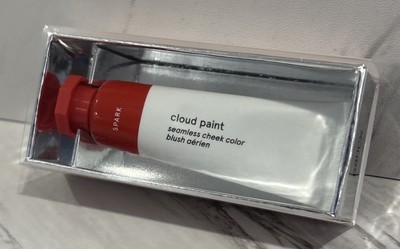 SPARK
cloud paint
seamless cheek color
blush aérien